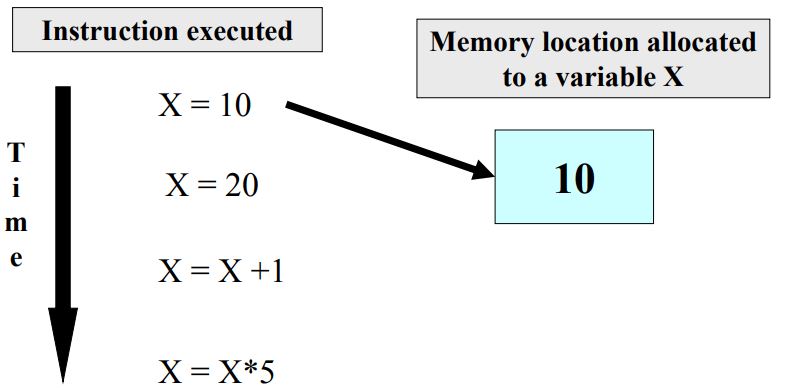 Instruction executed
Memory location allocated
to a variable X
T
i
m
e
X = 10
10
X = 20
X = X +1
X = X*5